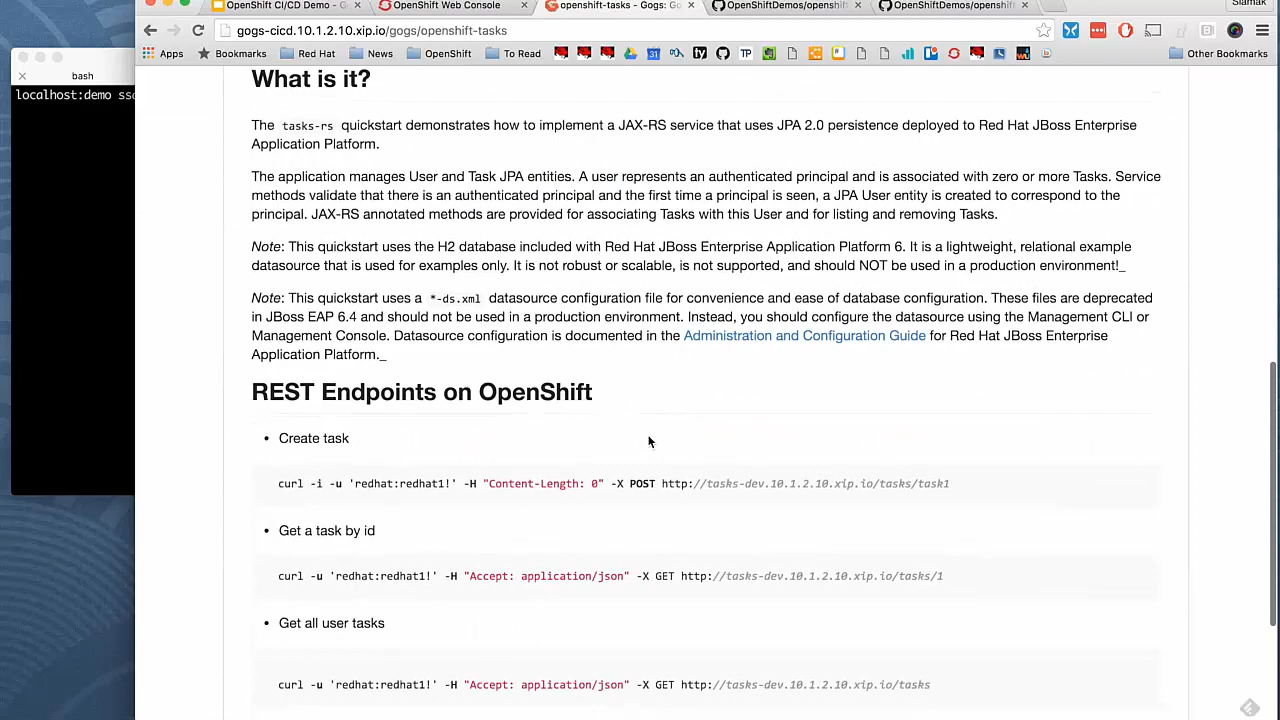 OpenShift CI/CD Demo - G
OpenShift Web Console
openshift-tasks - Gogs: Go
OpenShiftDemos/openshif
OpenShiftDemos/openshif
Siamak
gogs-cicd.10.1.2.10.xip.io/gogs/openshift-tasks
Apps
Bookmarks
Red Hat
News
OpenShift
To Read
Other Bookmarks
bash
localhost:demo sso
What is it?
The tasks-rs quickstart demonstrates how to implement a JAX-RS service that uses JPA 2.0 persistence deployed to Red Hat JBoss Enterprise
Application Platform.
The application manages User and Task JPA entities. A user represents an authenticated principal and is associated with zero or more Tasks. Service
methods validate that there is an authenticated principal and the first time a principal is seen, a JPA User entity is created to correspond to the
principal. JAX-RS annotated methods are provided for associating Tasks with this User and for listing and removing Tasks.
Note: This quickstart uses the H2 database included with Red Hat JBoss Enterprise Application Platform 6. It is a lightweight, relational example
datasource that is used for examples only. It is not robust or scalable, is not supported, and should NOT be used in a production environment!_
Note: This quickstart uses a *-ds.xml datasource configuration file for convenience and ease of database configuration. These files are deprecated
in JBoss EAP 6.4 and should not be used in a production environment. Instead, you should configure the datasource using the Management CLI or
Management Console. Datasource configuration is documented in the Administration and Configuration Guide for Red Hat JBoss Enterprise
Application Platform._
REST Endpoints on OpenShift
• Create task
curl -i -u 'redhat:redhat1!' -H "Content-Length: 0" -X POST http://tasks-dev.10.1.2.10.xip.io/tasks/task1
• Get a task by id
curl -u 'redhat:redhat1!' -H "Accept: application/json" -X GET http://tasks-dev.10.1.2.10.xip.io/tasks/1
• Get all user tasks
curl -u 'redhat:redhat1!' -H "Accept: application/json" -X GET http://tasks-dev.10.1.2.10.xip.io/tasks